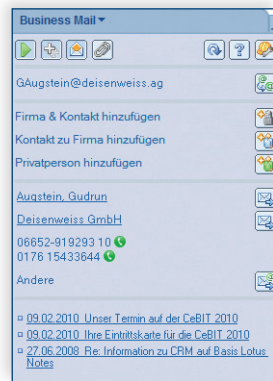 Business Mail
GAugstein@deisenweiss.ag
Firma & Kontakt hinzufügen
Kontakt zu Firma hinzufügen
Privatperson hinzufügen
Augstein, Gudrun
Deisenweiss GmbH
06652-919293 10
0176 15433644
Andere
09.02.2010 Unser Termin auf der CeBIT 2010
09.02.2010 Ihre Eintrittskarte für die CeBIT 2010
27.06.2008 Re: Information zu CRM auf Basis Lotus
Notes